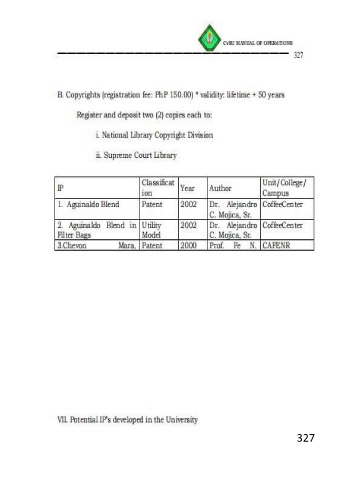 CvSU MANUAL OF OPERATIONS
327
B. Copyrights (registration fee: PhP 150.00) * validity: lifetime + 50 years
Register and deposit two (2) copies each to:
i. National Library Copyright Division
ii. Supreme Court Library
IP Classificat ion Year Author Unit/College/ Campus
1. Aguinaldo Blend Patent 2002 Dr. Alejandro C. Mojica, Sr. CoffeeCenter
2. Aguinaldo Blend in Filter Bags Utility Model 2002 Dr. Alejandro C. Mojica, Sr. CoffeeCenter
3.Chevon Mara, Patent 2000 Prof. Fe N. CAFENR
VII. Potential IP's developed in the University
327